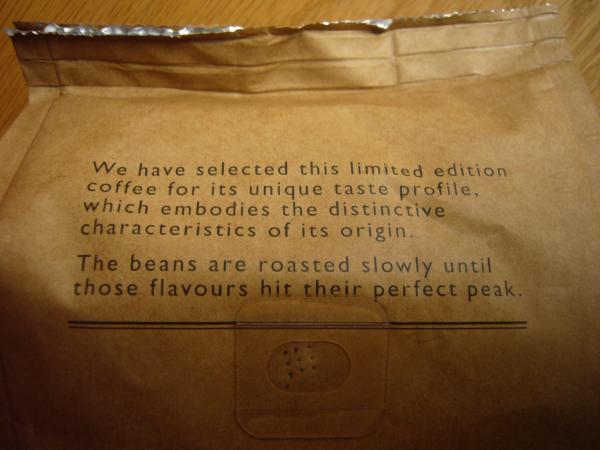 We have selected this limited edition
coffee for its unique taste profile,
which embodies the distinctive
characteristics of its origin.
The beans are roasted slowly until
those flavours hit their perfect peak.